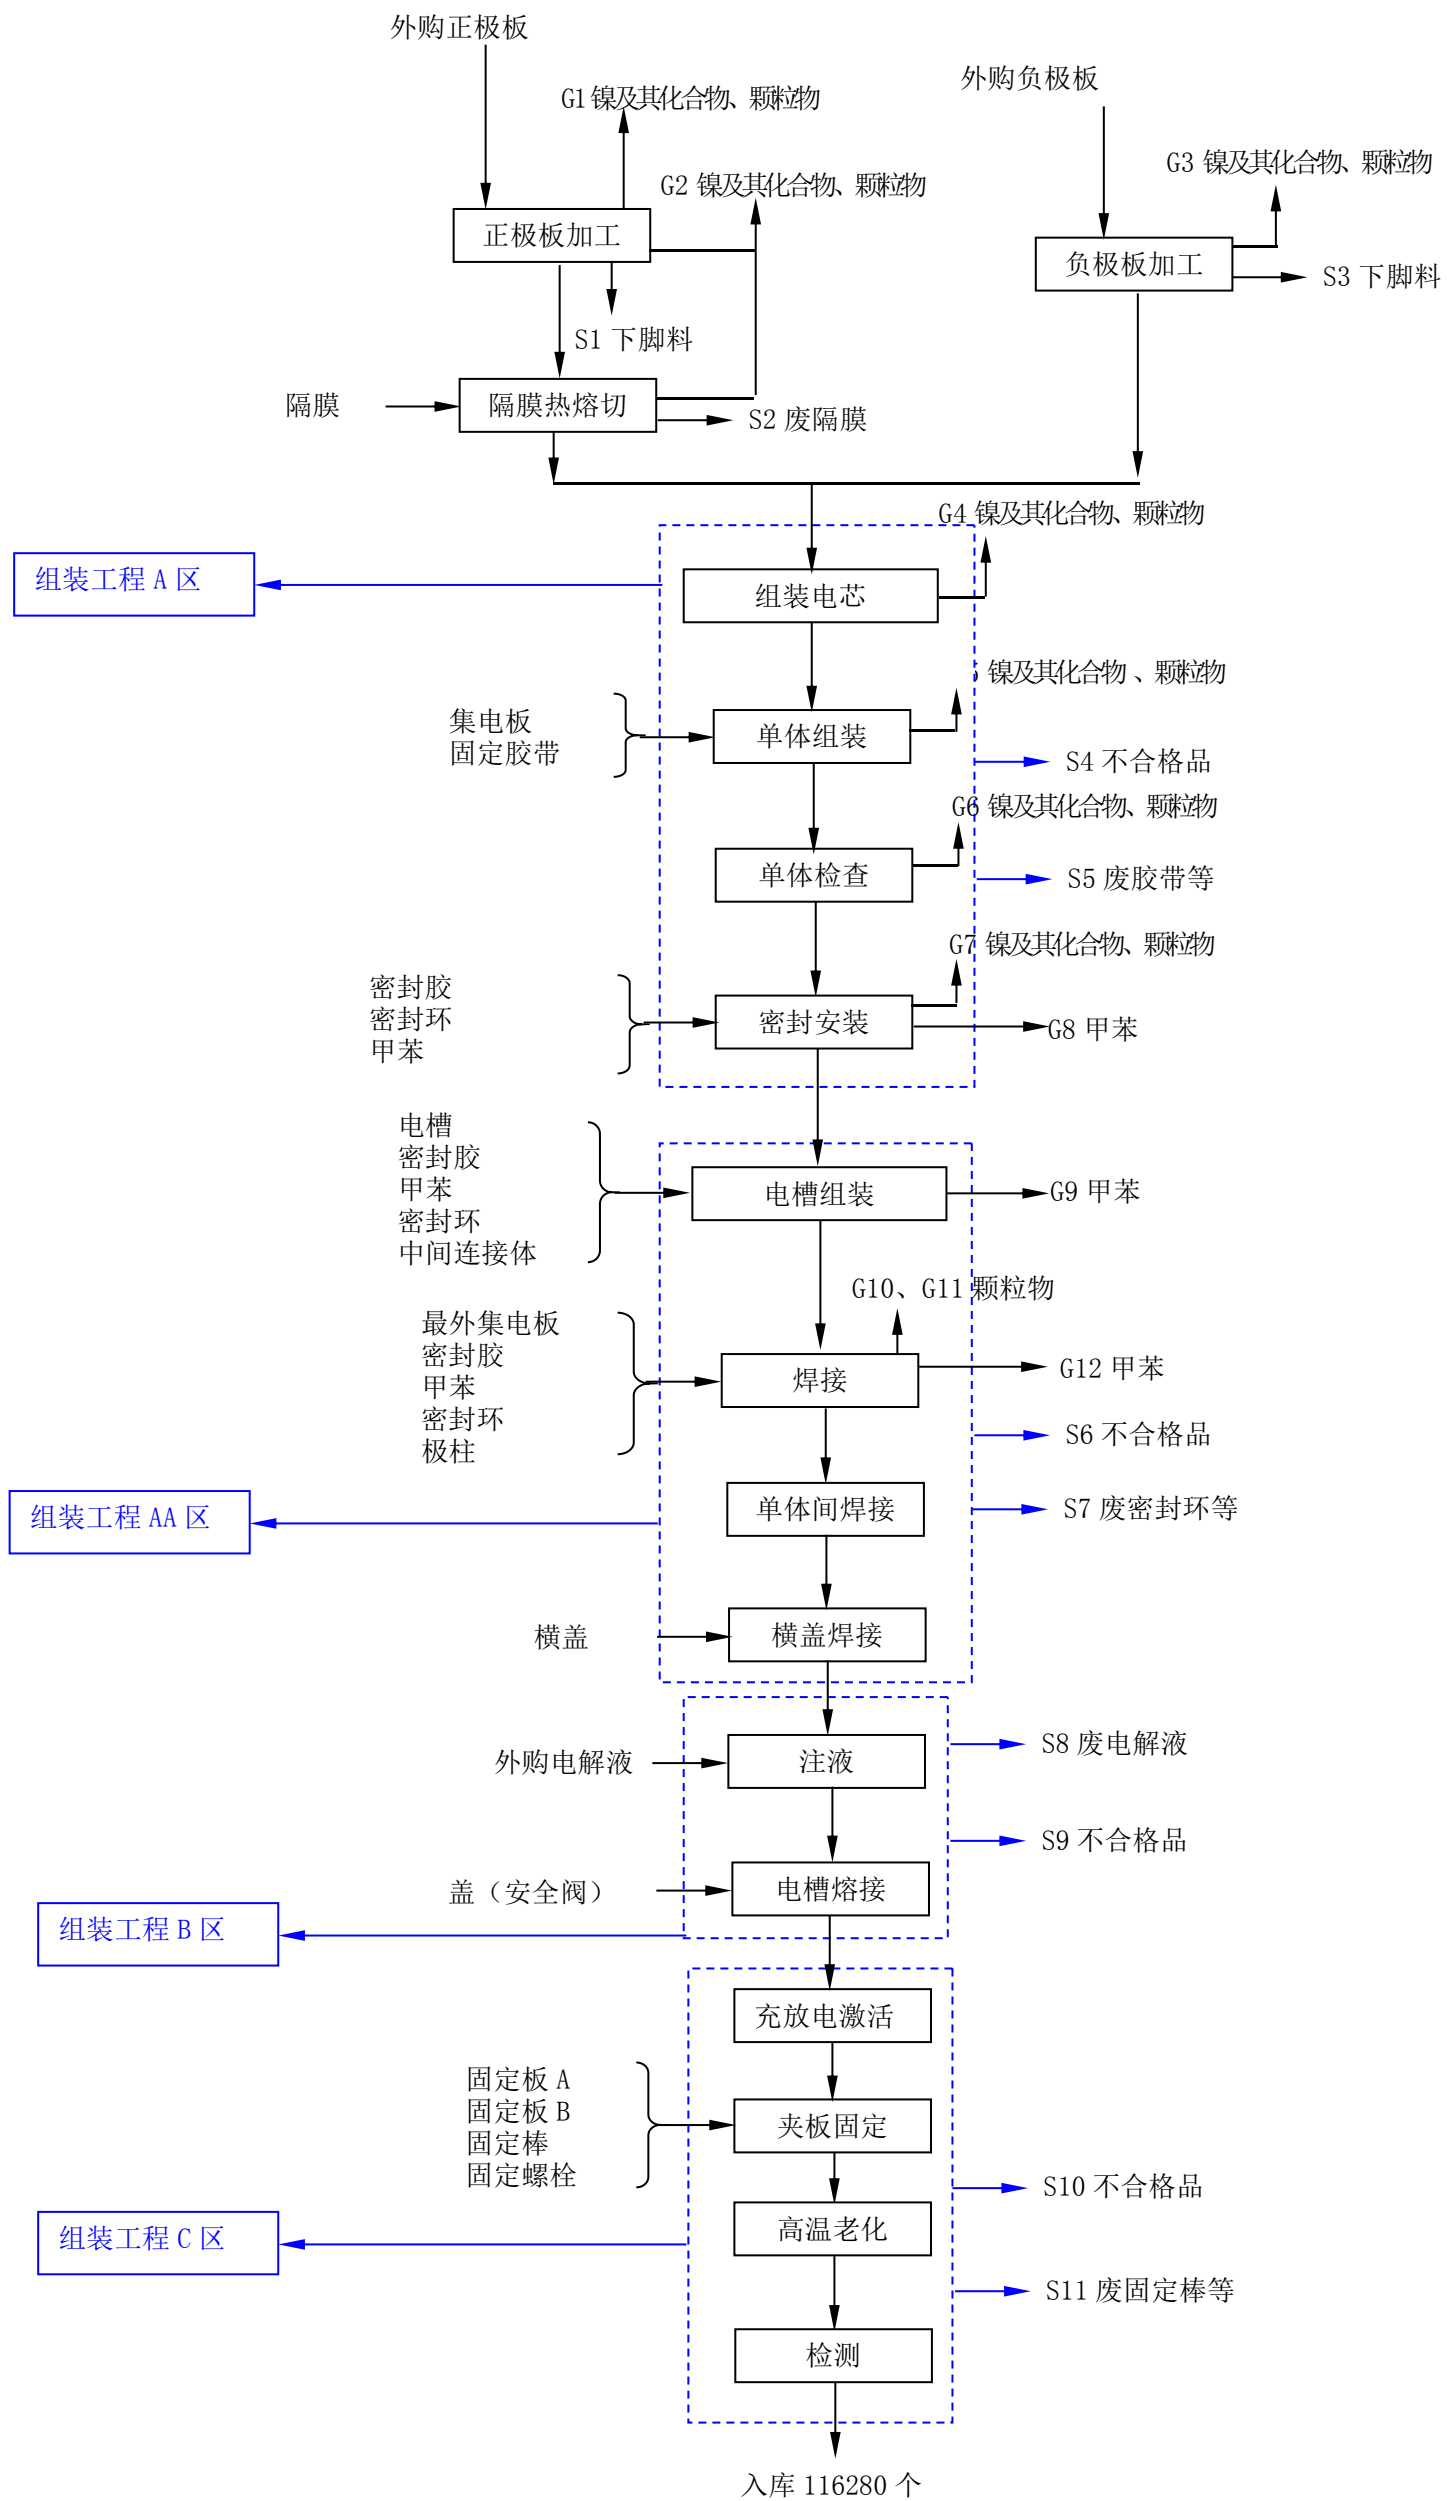 外购正极板
外购负极板
G1 镍及其化合物、颗粒物
G3 镍及其化合物、颗粒物
G2 镍及其化合物、颗粒物
正极板加工
负极板加工
S3 下脚料
S1 下脚料
隔膜
隔膜热熔切
S2 废隔膜
G4 镍及其化合物、颗粒物
组装工程 A 区
组装电芯
镍及其化合物 、颗粒物
集电板
固定胶带
单体组装
S4 不合格品
G6 镍及其化合物、颗粒物
单体检查
S5 废胶带等
G7 镍及其化合物、颗粒物
密封胶
密封环
甲苯
密封安装
G8 甲苯
电槽
密封胶
甲苯
密封环
中间连接体
电槽组装
G9 甲苯
G10、G11 颗粒物
最外集电板
密封胶
甲苯
密封环
极柱
焊接
G12 甲苯
S6 不合格品
组装工程 AA 区
单体间焊接
S7 废密封环等
横盖
横盖焊接
外购电解液
注液
S8 废电解液
S9 不合格品
盖（安全阀）
电槽熔接
组装工程 B 区
充放电激活
固定板 A
固定板 B
固定棒
固定螺栓
夹板固定
S10 不合格品
组装工程 C 区
高温老化
S11 废固定棒等
检测
入库 116280 个